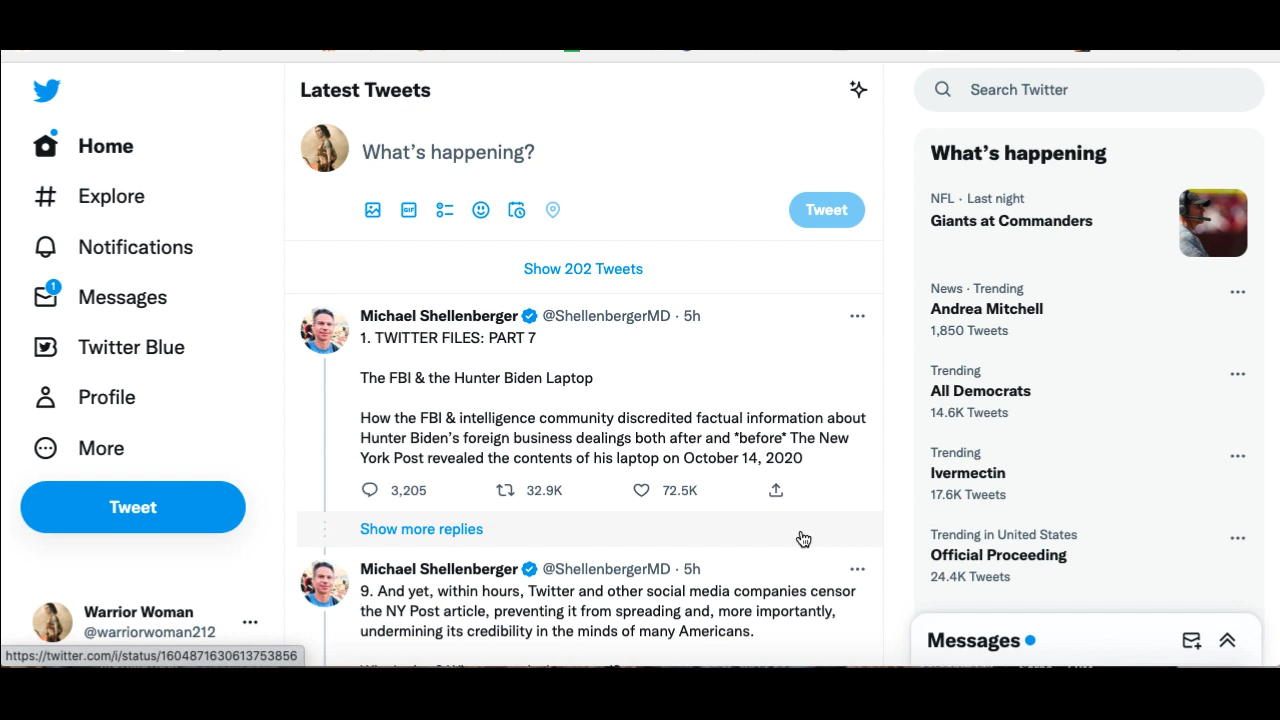 Home
Explore
Notifications
1
Messages
Twitter Blue
Profile
More
Tweet
Warrior Woman
@warriorwoman212
https://twitter.com/i/status/1604871630613753856
Latest Tweets
What's happening?
GIF
Tweet
Show 202 Tweets
Michael Shellenberger @ShellenbergerMD · 5h
1. TWITTER FILES: PART 7
The FBI & the Hunter Biden Laptop
How the FBI & intelligence community discredited factual information about
Hunter Biden's foreign business dealings both after and *before* The New
York Post revealed the contents of his laptop on October 14, 2020
3,205 32.9K 72.5K
Show more replies
Michael Shellenberger @ShellenbergerMD · 5h
9. And yet, within hours, Twitter and other social media companies censor
the NY Post article, preventing it from spreading and, more importantly,
undermining its credibility in the minds of many Americans.
Search Twitter
What's happening
NFL · Last night
Giants at Commanders
News · Trending
Andrea Mitchell
1,850 Tweets
Trending
All Democrats
14.6K Tweets
Trending
Ivermectin
17.6K Tweets
Trending in United States
Official Proceeding
24.4K Tweets
Messages